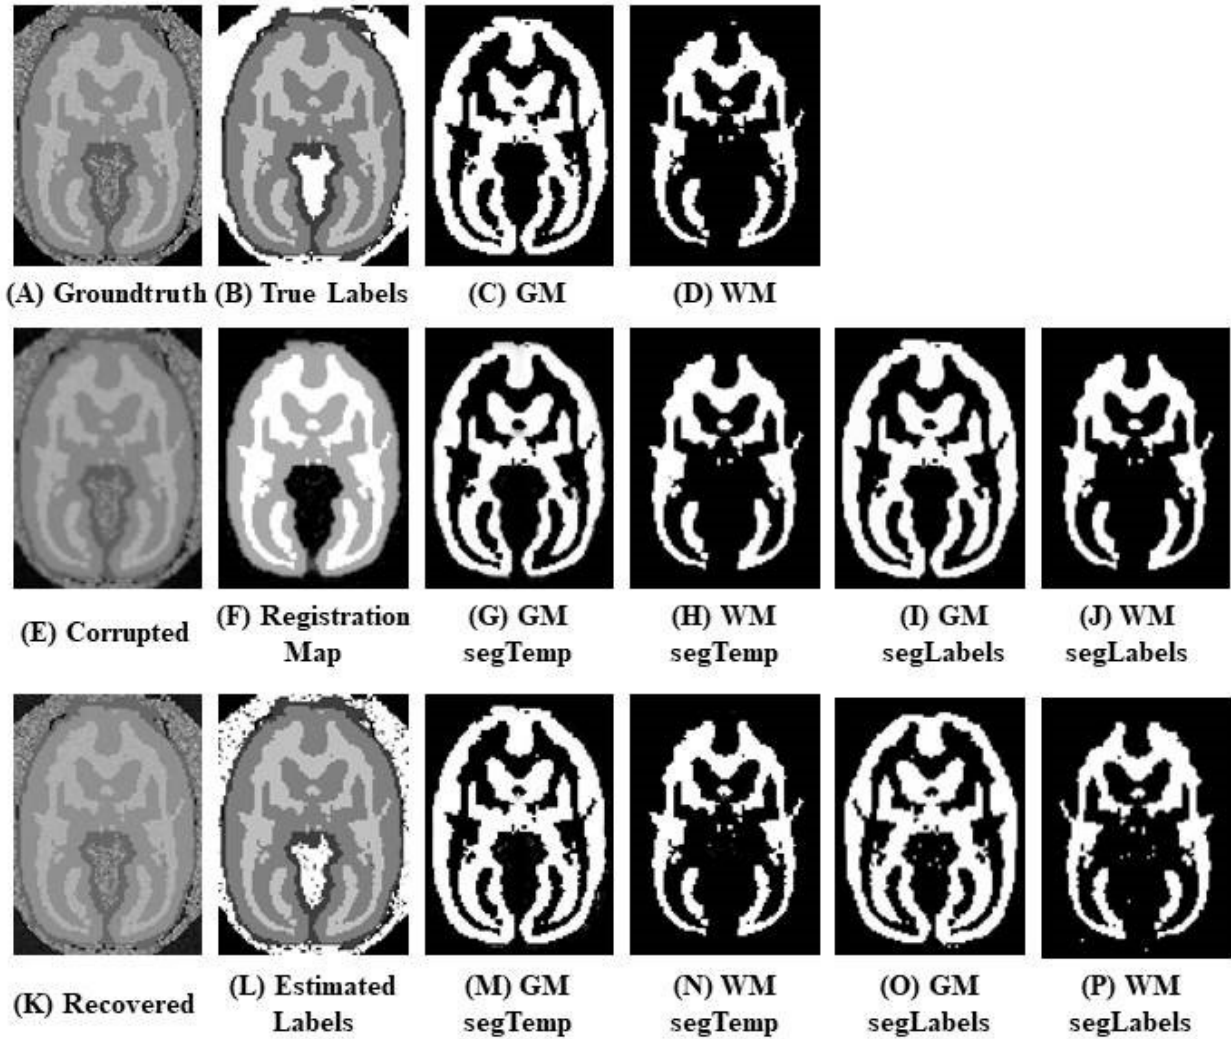 (A) Groundtruth (B) True Labels (C) GM (D) WM
(E) Corrupted (F) Registration Map (G) GM segTemp (H) WM segTemp (I) GM segLabels (J) WM segLabels
(K) Recovered (L) Estimated Labels (M) GM segTemp (N) WM segTemp (O) GM segLabels (P) WM segLabels